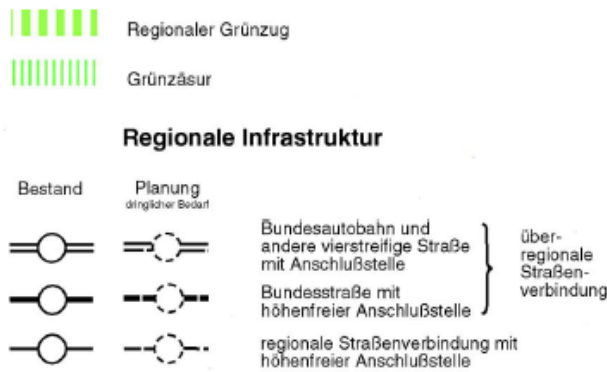 Regionaler Grünzug
Grünzäsur
Regionale Infrastruktur
Bestand
Planung
dringlicher Bedarf
Bundesautobahn und
andere vierstreifige Straße
mit Anschlußstelle
Bundesstraße mit
höhenfreier Anschlußstelle
über-
regionale
Straßen-
verbindung
regionale Straßenverbindung mit
höhenfreier Anschlußstelle